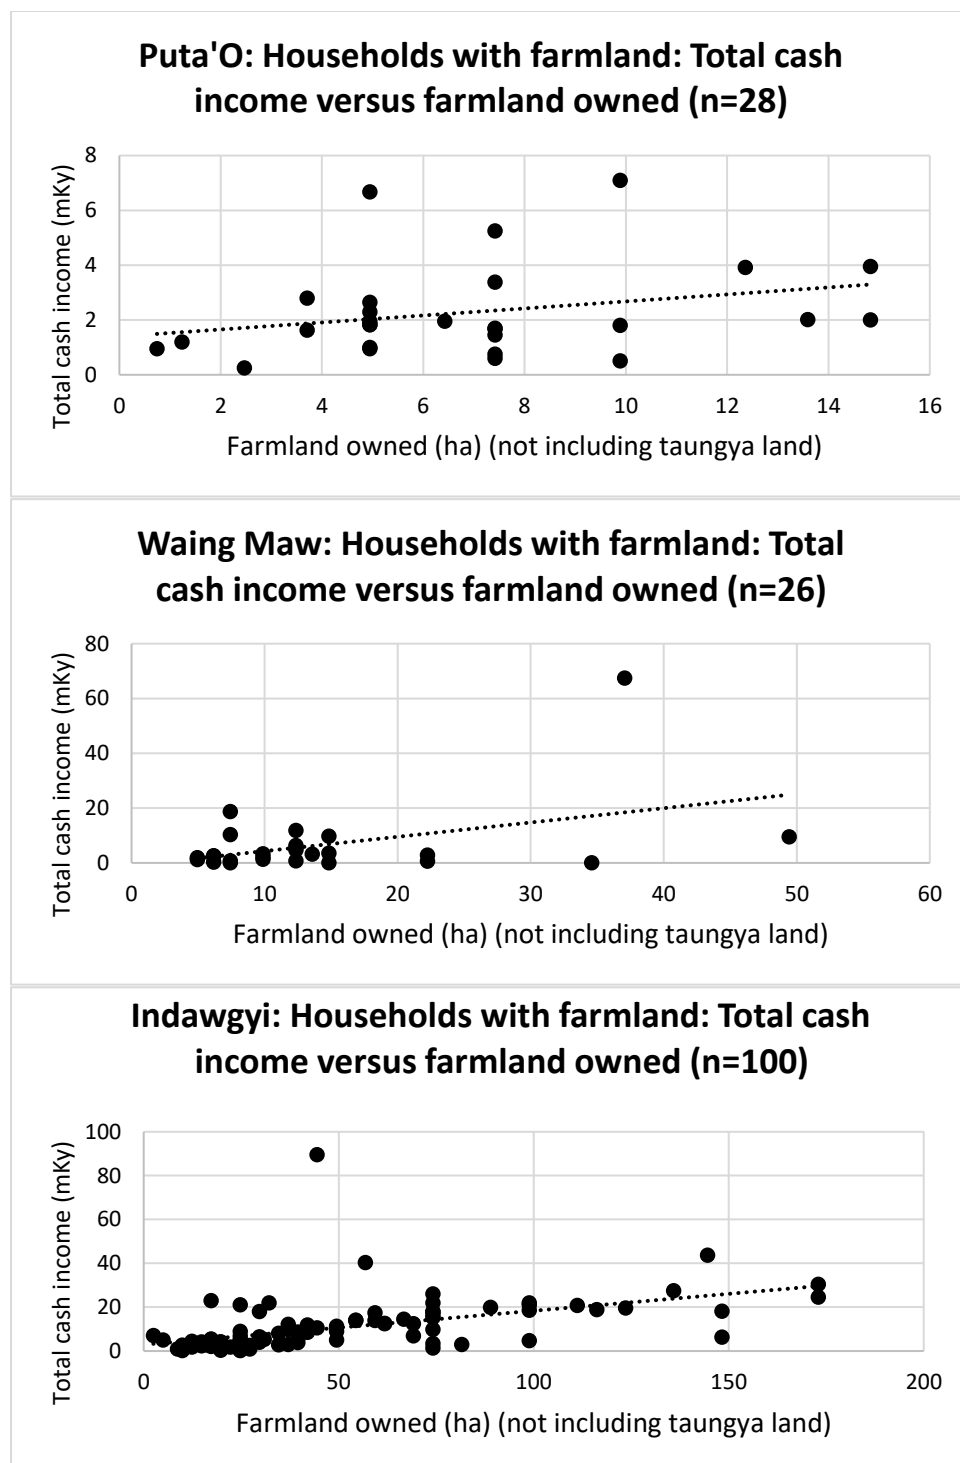 Puta'O: Households with farmland: Total cash
income versus farmland owned (n=28)
Total cash income (mKy)
8
6
4
2
0
0 2 4 6 8 10 12 14 16
Farmland owned (ha) (not including taungya land)
Waing Maw: Households with farmland: Total
cash income versus farmland owned (n=26)
Total cash income (mKy)
80
60
40
20
0
0 10 20 30 40 50 60
Farmland owned (ha) (not including taungya land)
Indawgyi: Households with farmland: Total cash
income versus farmland owned (n=100)
Total cash income (mKy)
100
80
60
40
20
0
0 50 100 150 200
Farmland owned (ha) (not including taungya land)